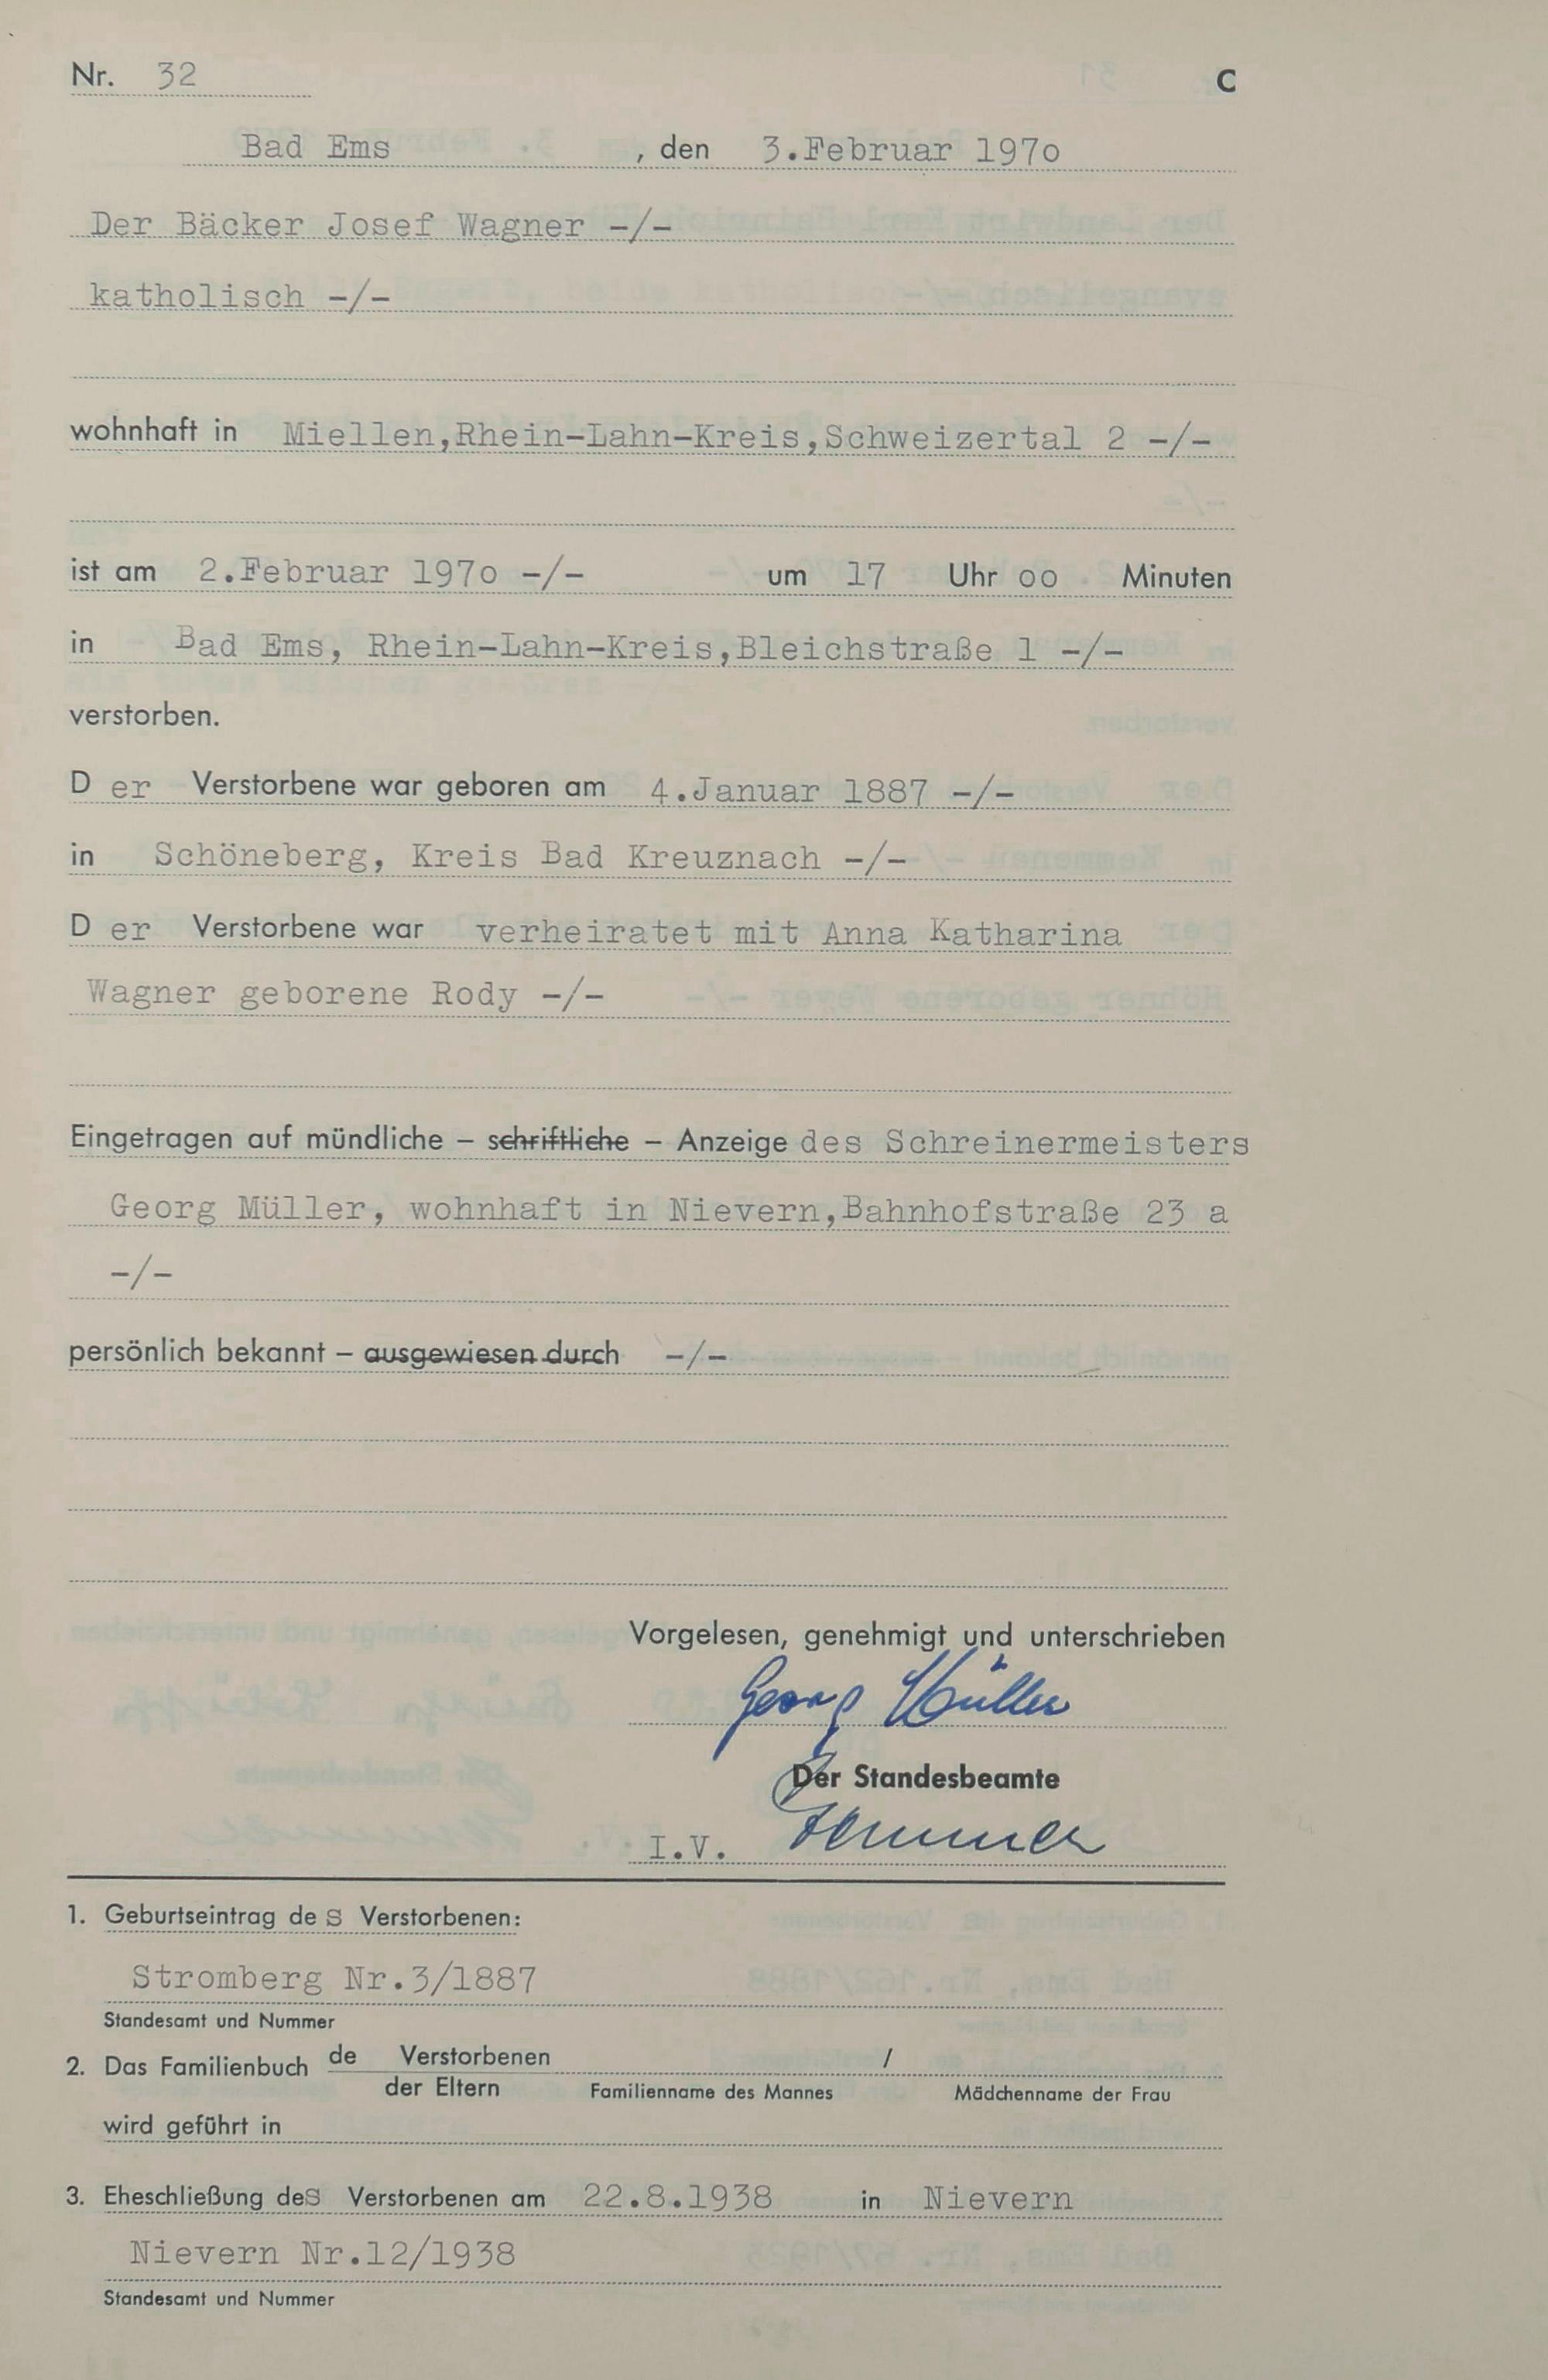 Nr. 32 C
Bad Ems , den 3.Februar 197o
Der Bäcker Josef Wagner -/-
katholisch -/-
wohnhaft in Miellen,Rhein-Lahn-Kreis,Schweizertal 2 -/-
ist am 2.Februar 197o -/- um 17 Uhr oo Minuten
in Bad Ems, Rhein-Lahn-Kreis,Bleichstraße 1 -/-
verstorben.
D er Verstorbene war geboren am 4.Januar 1887 -/-
in Schöneberg, Kreis Bad Kreuznach -/-
D er Verstorbene war verheiratet mit Anna Katharina
Wagner geborene Rody -/-
Eingetragen auf mündliche – schriftliche – Anzeige des Schreinermeisters
Georg Müller, wohnhaft in Nievern,Bahnhofstraße 23 a
-/-
persönlich bekannt – ausgewiesen durch -/-
Vorgelesen, genehmigt und unterschrieben
Georg Müller
Der Standesbeamte
I.V.
1. Geburtseintrag des Verstorbenen:
Stromberg Nr.3/1887
Standesamt und Nummer
2. Das Familienbuch de Verstorbenen /
der Eltern Familienname des Mannes Mädchenname der Frau
wird geführt in
3. Eheschließung des Verstorbenen am 22.8.1938 in Nievern
Nievern Nr.12/1938
Standesamt und Nummer